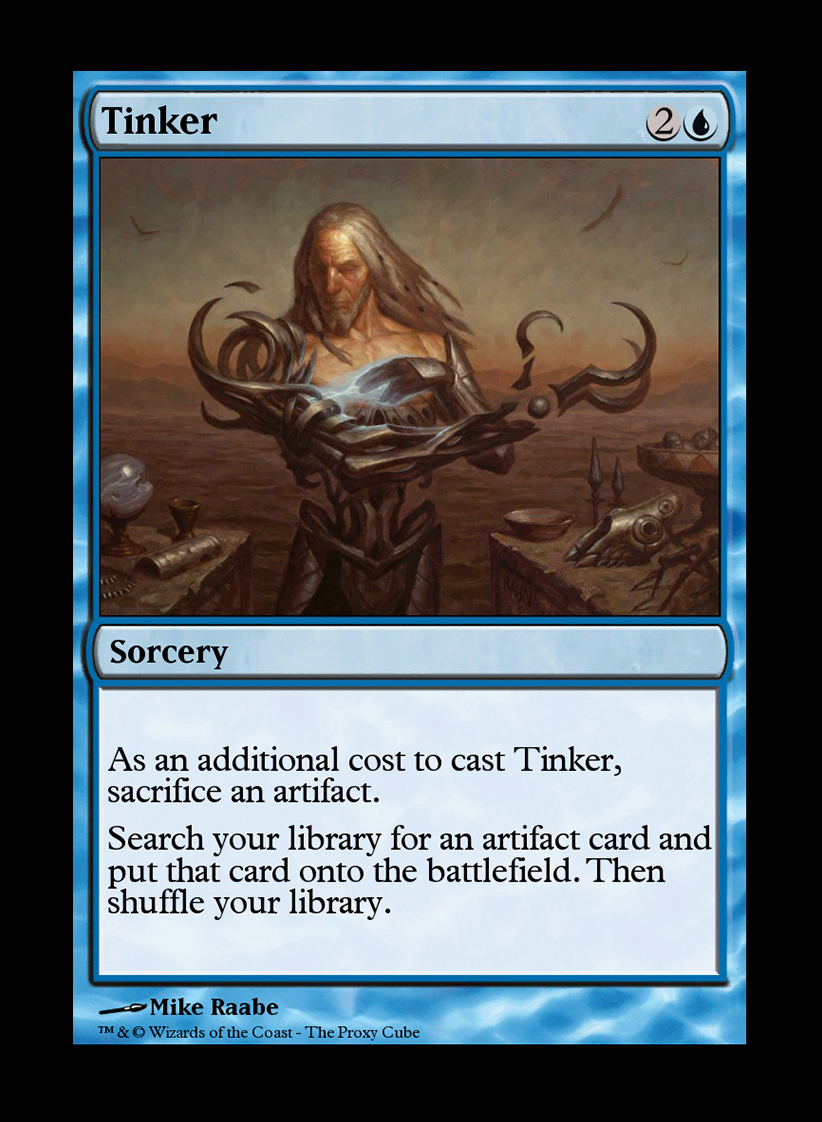 Tinker 2
Sorcery
As an additional cost to cast Tinker,
sacrifice an artifact.
Search your library for an artifact card and
put that card onto the battlefield. Then
shuffle your library.
Mike Raabe
™ & © Wizards of the Coast - The Proxy Cube